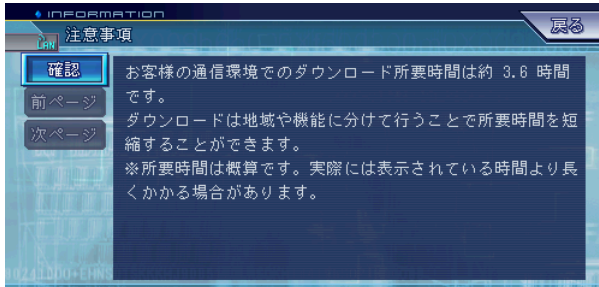 INFORMATION
戻る
LAN 注意事項
確認
前ページ
次ページ
お客様の通信環境でのダウンロード所要時間は約 3.6 時間
です。
ダウンロードは地域や機能に分けて行うことで所要時間を短
縮することができます。
※所要時間は概算です。実際には表示されている時間より長
くかかる場合があります。